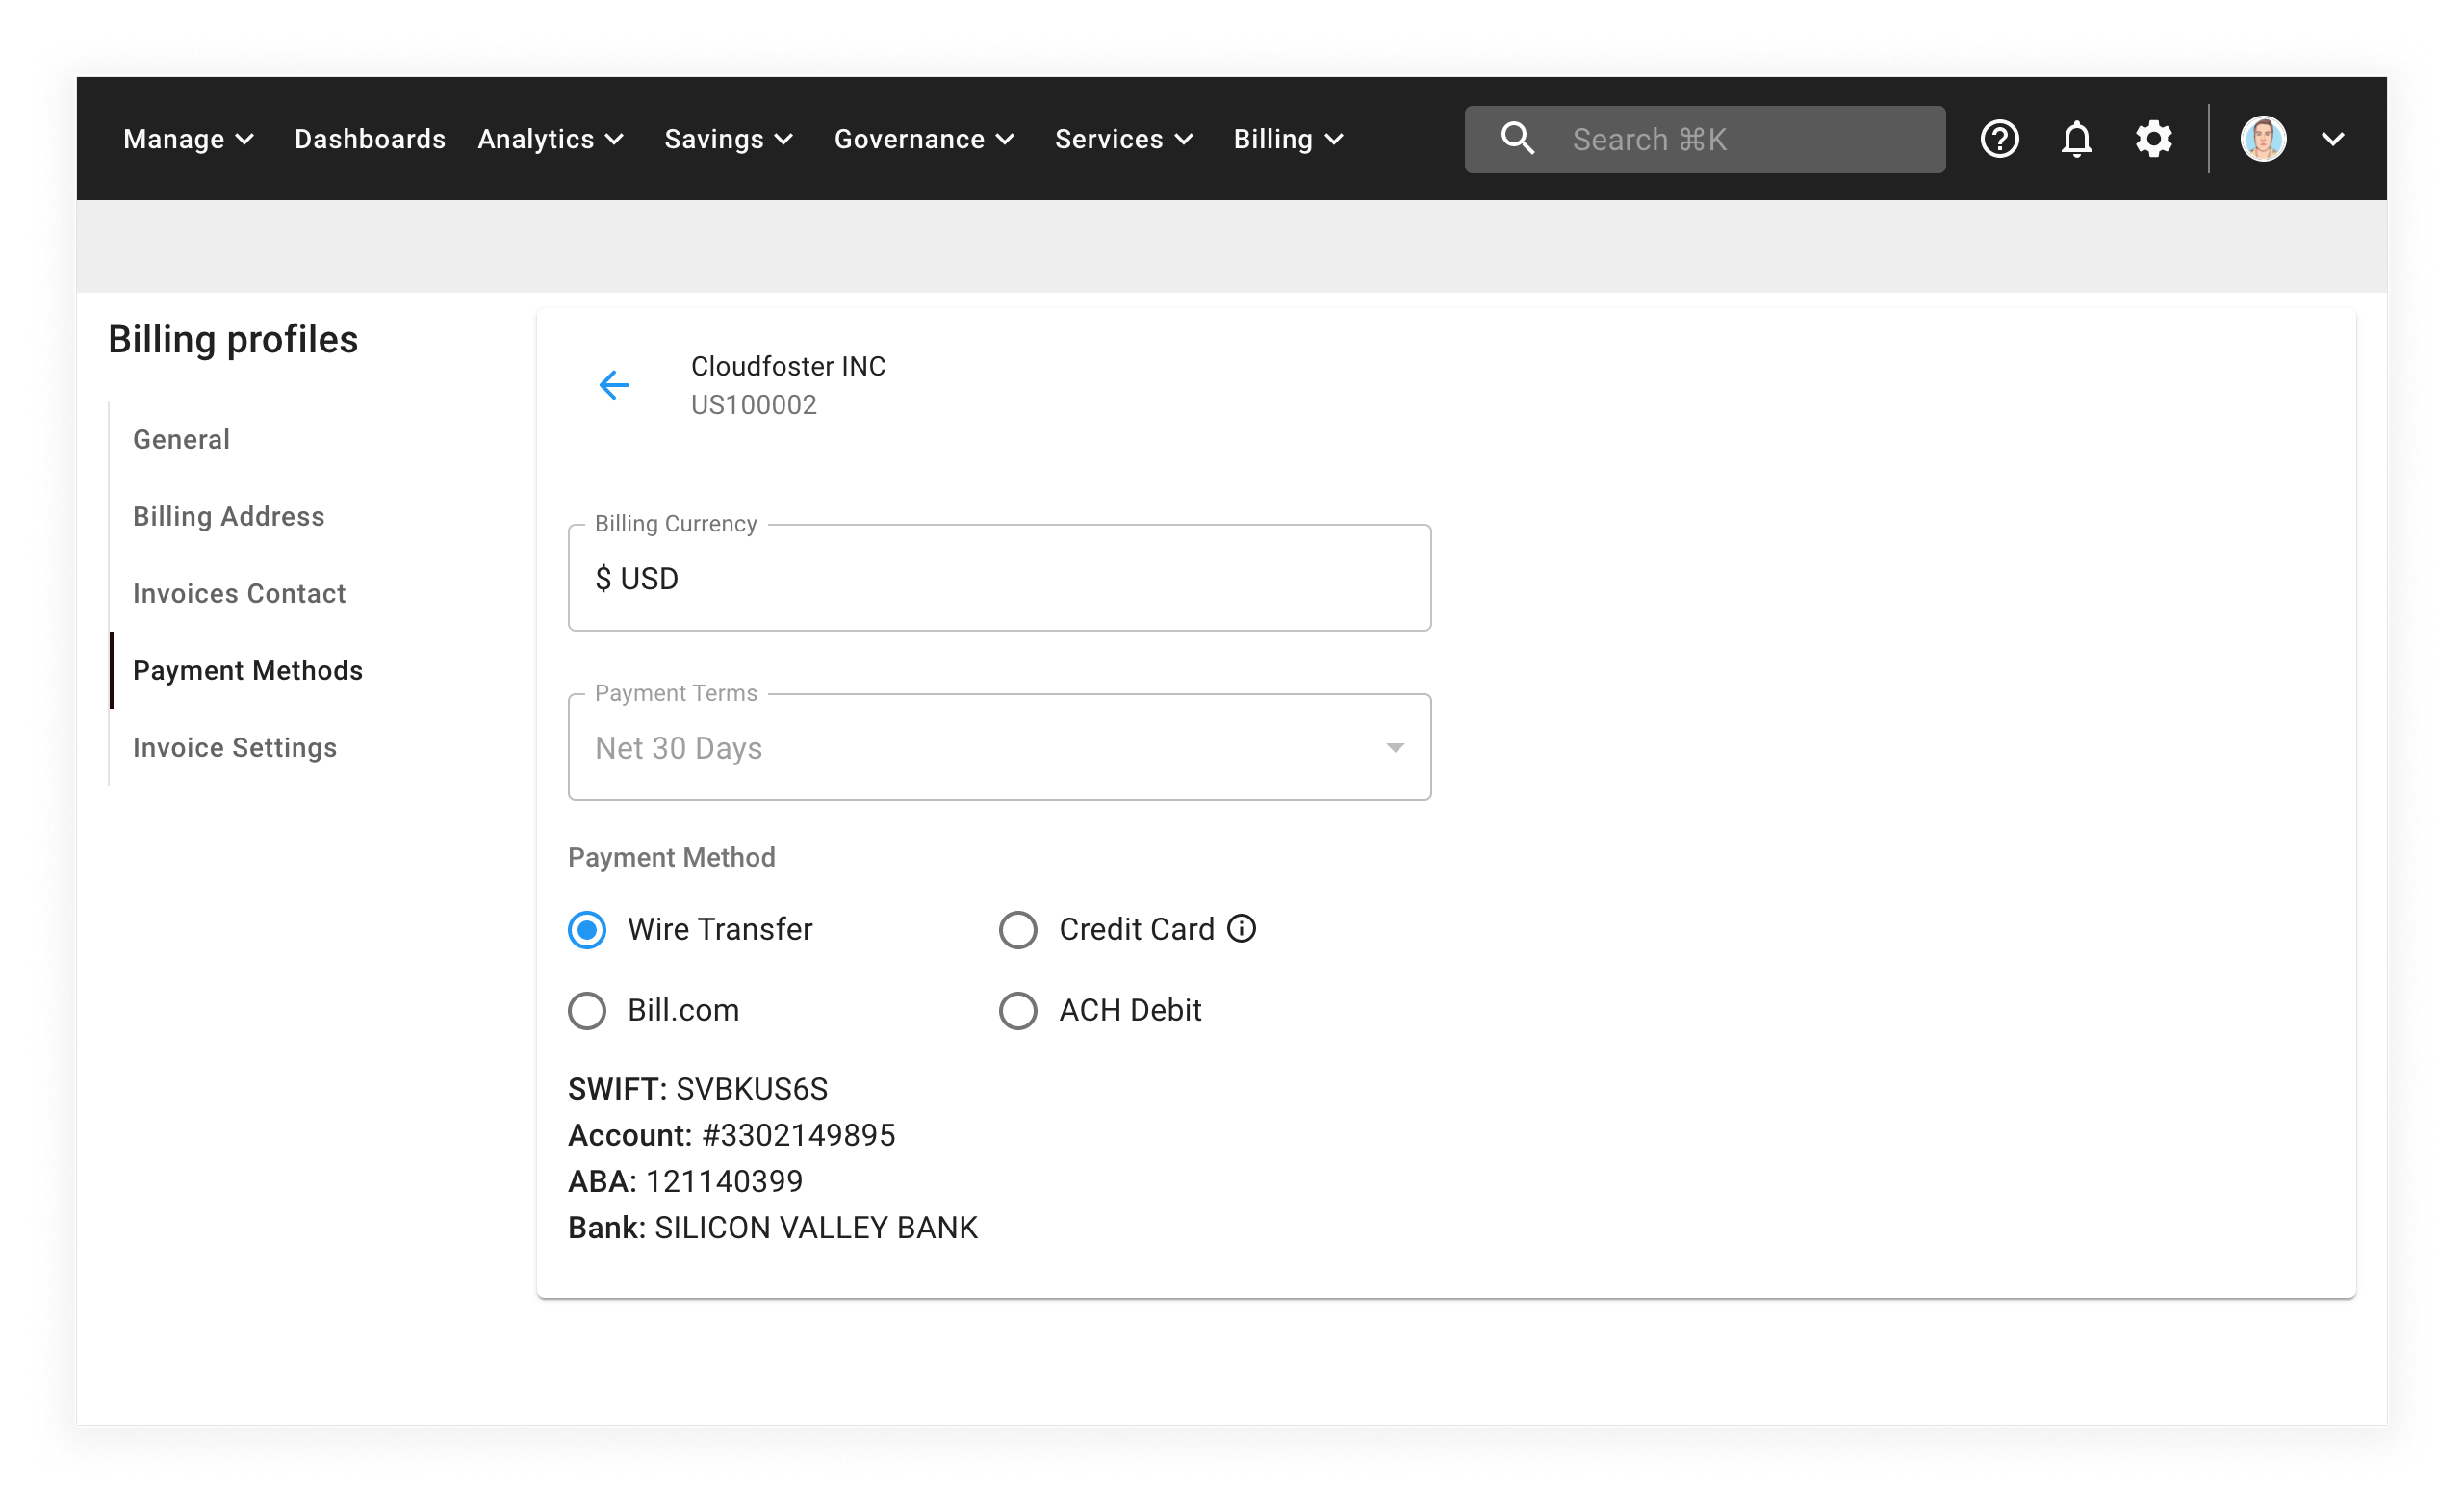 Manage Dashboards Analytics Savings Governance Services Billing Search ⌘K
Billing profiles
General
Billing Address
Invoices Contact
Payment Methods
Invoice Settings
Cloudfoster INC
US100002
Billing Currency
$ USD
Payment Terms
Net 30 Days
Payment Method
Wire Transfer Credit Card
Bill.com ACH Debit
SWIFT: SVBKUS6S
Account: #3302149895
ABA: 121140399
Bank: SILICON VALLEY BANK